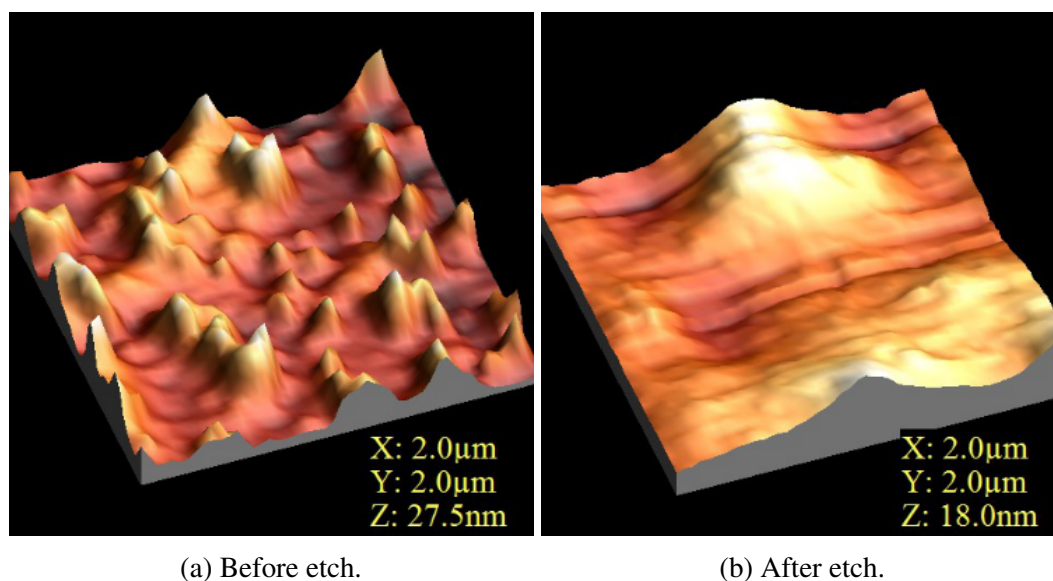 X: 2.0µm
Y: 2.0µm
Z: 27.5nm
X: 2.0µm
Y: 2.0µm
Z: 18.0nm
(a) Before etch.
(b) After etch.